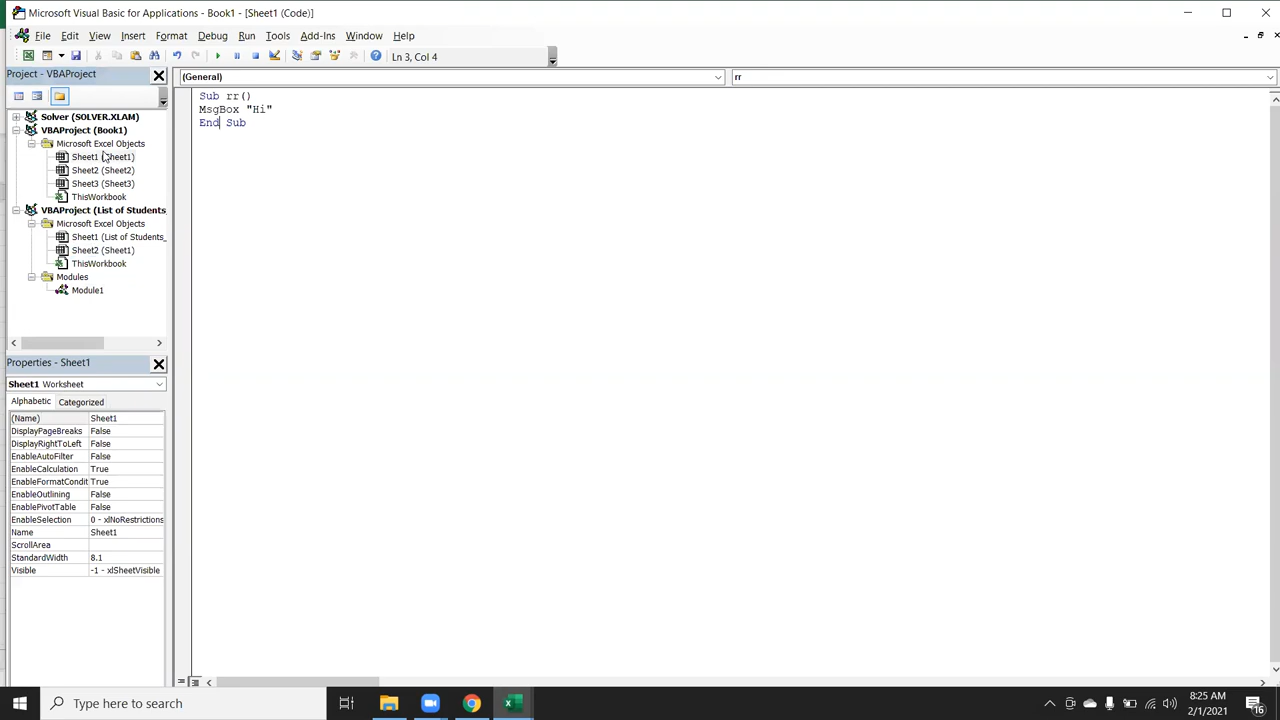 Microsoft Visual Basic for Applications - Book1 - [Sheet1 (Code)]
File Edit View Insert Format Debug Run Tools Add-Ins Window Help
Ln 3, Col 4
Project - VBAProject
(General)
rr
Solver (SOLVER.XLAM)
VBAProject (Book1)
Microsoft Excel Objects
Sheet1 (Sheet1)
Sheet2 (Sheet2)
Sheet3 (Sheet3)
ThisWorkbook
VBAProject (List of Students_
Microsoft Excel Objects
Sheet1 (List of Students_
Sheet2 (Sheet1)
ThisWorkbook
Modules
Module1
Sub rr()
MsgBox "Hi"
End Sub
Properties - Sheet1
Sheet1 Worksheet
Alphabetic Categorized
(Name) Sheet1
DisplayPageBreaks False
DisplayRightToLeft False
EnableAutoFilter False
EnableCalculation True
EnableFormatCondit True
EnableOutlining False
EnablePivotTable False
EnableSelection 0 - xlNoRestrictions
Name Sheet1
ScrollArea
StandardWidth 8.1
Visible -1 - xlSheetVisible
Type here to search
8:25 AM
2/1/2021
16